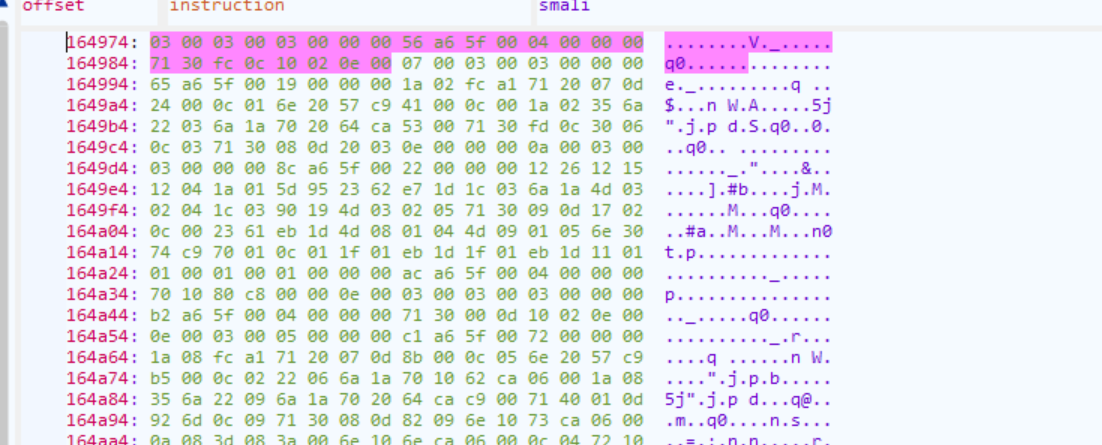 offset instruction smali
164974: 03 00 03 00 03 00 00 00 56 a6 5f 00 04 00 00 00 ........V._.....
164984: 71 30 fc 0c 10 02 0e 00 07 00 03 00 03 00 00 00 q0..............
164994: 65 a6 5f 00 19 00 00 00 1a 02 fc a1 71 20 07 0d e._.........q ..
1649a4: 24 00 0c 01 6e 20 57 c9 41 00 0c 00 1a 02 35 6a $...n W.A.....5j
1649b4: 22 03 6a 1a 70 20 64 ca 53 00 71 30 fd 0c 30 06 ".j.p d.S.q0..0.
1649c4: 0c 03 71 30 08 0d 20 03 0e 00 00 00 0a 00 03 00 ..q0.. .........
1649d4: 03 00 00 00 8c a6 5f 00 22 00 00 00 12 26 12 15 ......_."....&..
1649e4: 12 04 1a 01 5d 95 23 62 e7 1d 1c 03 6a 1a 4d 03 ....].#b....j.M.
1649f4: 02 04 1c 03 90 19 4d 03 02 05 71 30 09 0d 17 02 ......M...q0....
164a04: 0c 00 23 61 eb 1d 4d 08 01 04 4d 09 01 05 6e 30 ..#a..M...M...n0
164a14: 74 c9 70 01 0c 01 1f 01 eb 1d 1f 01 eb 1d 11 01 t.p.............
164a24: 01 00 01 00 01 00 00 00 ac a6 5f 00 04 00 00 00 .........._.....
164a34: 70 10 80 c8 00 00 0e 00 03 00 03 00 03 00 00 00 p...............
164a44: b2 a6 5f 00 04 00 00 00 71 30 00 0d 10 02 0e 00 .._.....q0......
164a54: 0e 00 03 00 05 00 00 00 c1 a6 5f 00 72 00 00 00 .........._.r...
164a64: 1a 08 fc a1 71 20 07 0d 8b 00 0c 05 6e 20 57 c9 ....q ......n W.
164a74: b5 00 0c 02 22 06 6a 1a 70 10 62 ca 06 00 1a 08 ....".j.p.b.....
164a84: 35 6a 22 09 6a 1a 70 20 64 ca c9 00 71 40 01 0d 5j".j.p d...q@..
164a94: 92 6d 0c 09 71 30 08 0d 82 09 6e 10 73 ca 06 00 .m..q0....n.s...
164aa4: 0a 08 3d 08 3a 00 6e 10 6e ca 06 00 0c 04 72 10 ..=.:.n.n.....r.